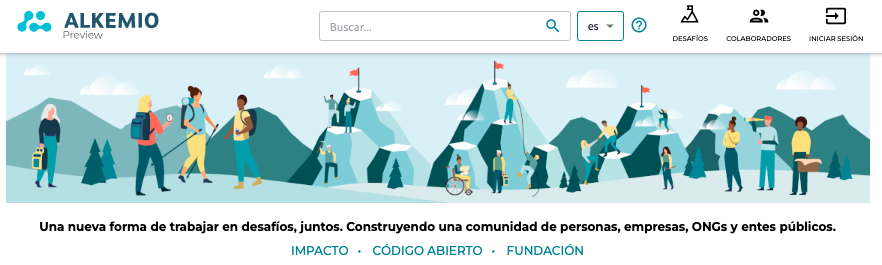 ALKEMIO
Preview
Buscar...
es
DESAFÍOS
COLABORADORES
INICIAR SESIÓN
Una nueva forma de trabajar en desafíos, juntos. Construyendo una comunidad de personas, empresas, ONGs y entes públicos.
IMPACTO · CÓDIGO ABIERTO · FUNDACIÓN